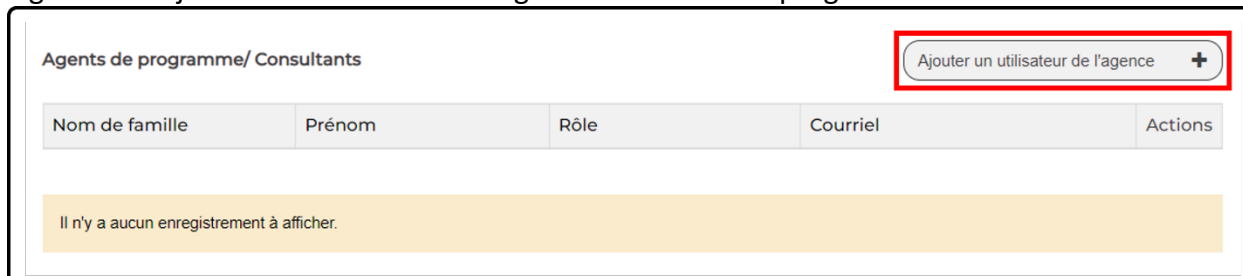 Agents de programme/ Consultants
Ajouter un utilisateur de l'agence +
Nom de famille Prénom Rôle Courriel Actions
Il n'y a aucun enregistrement à afficher.